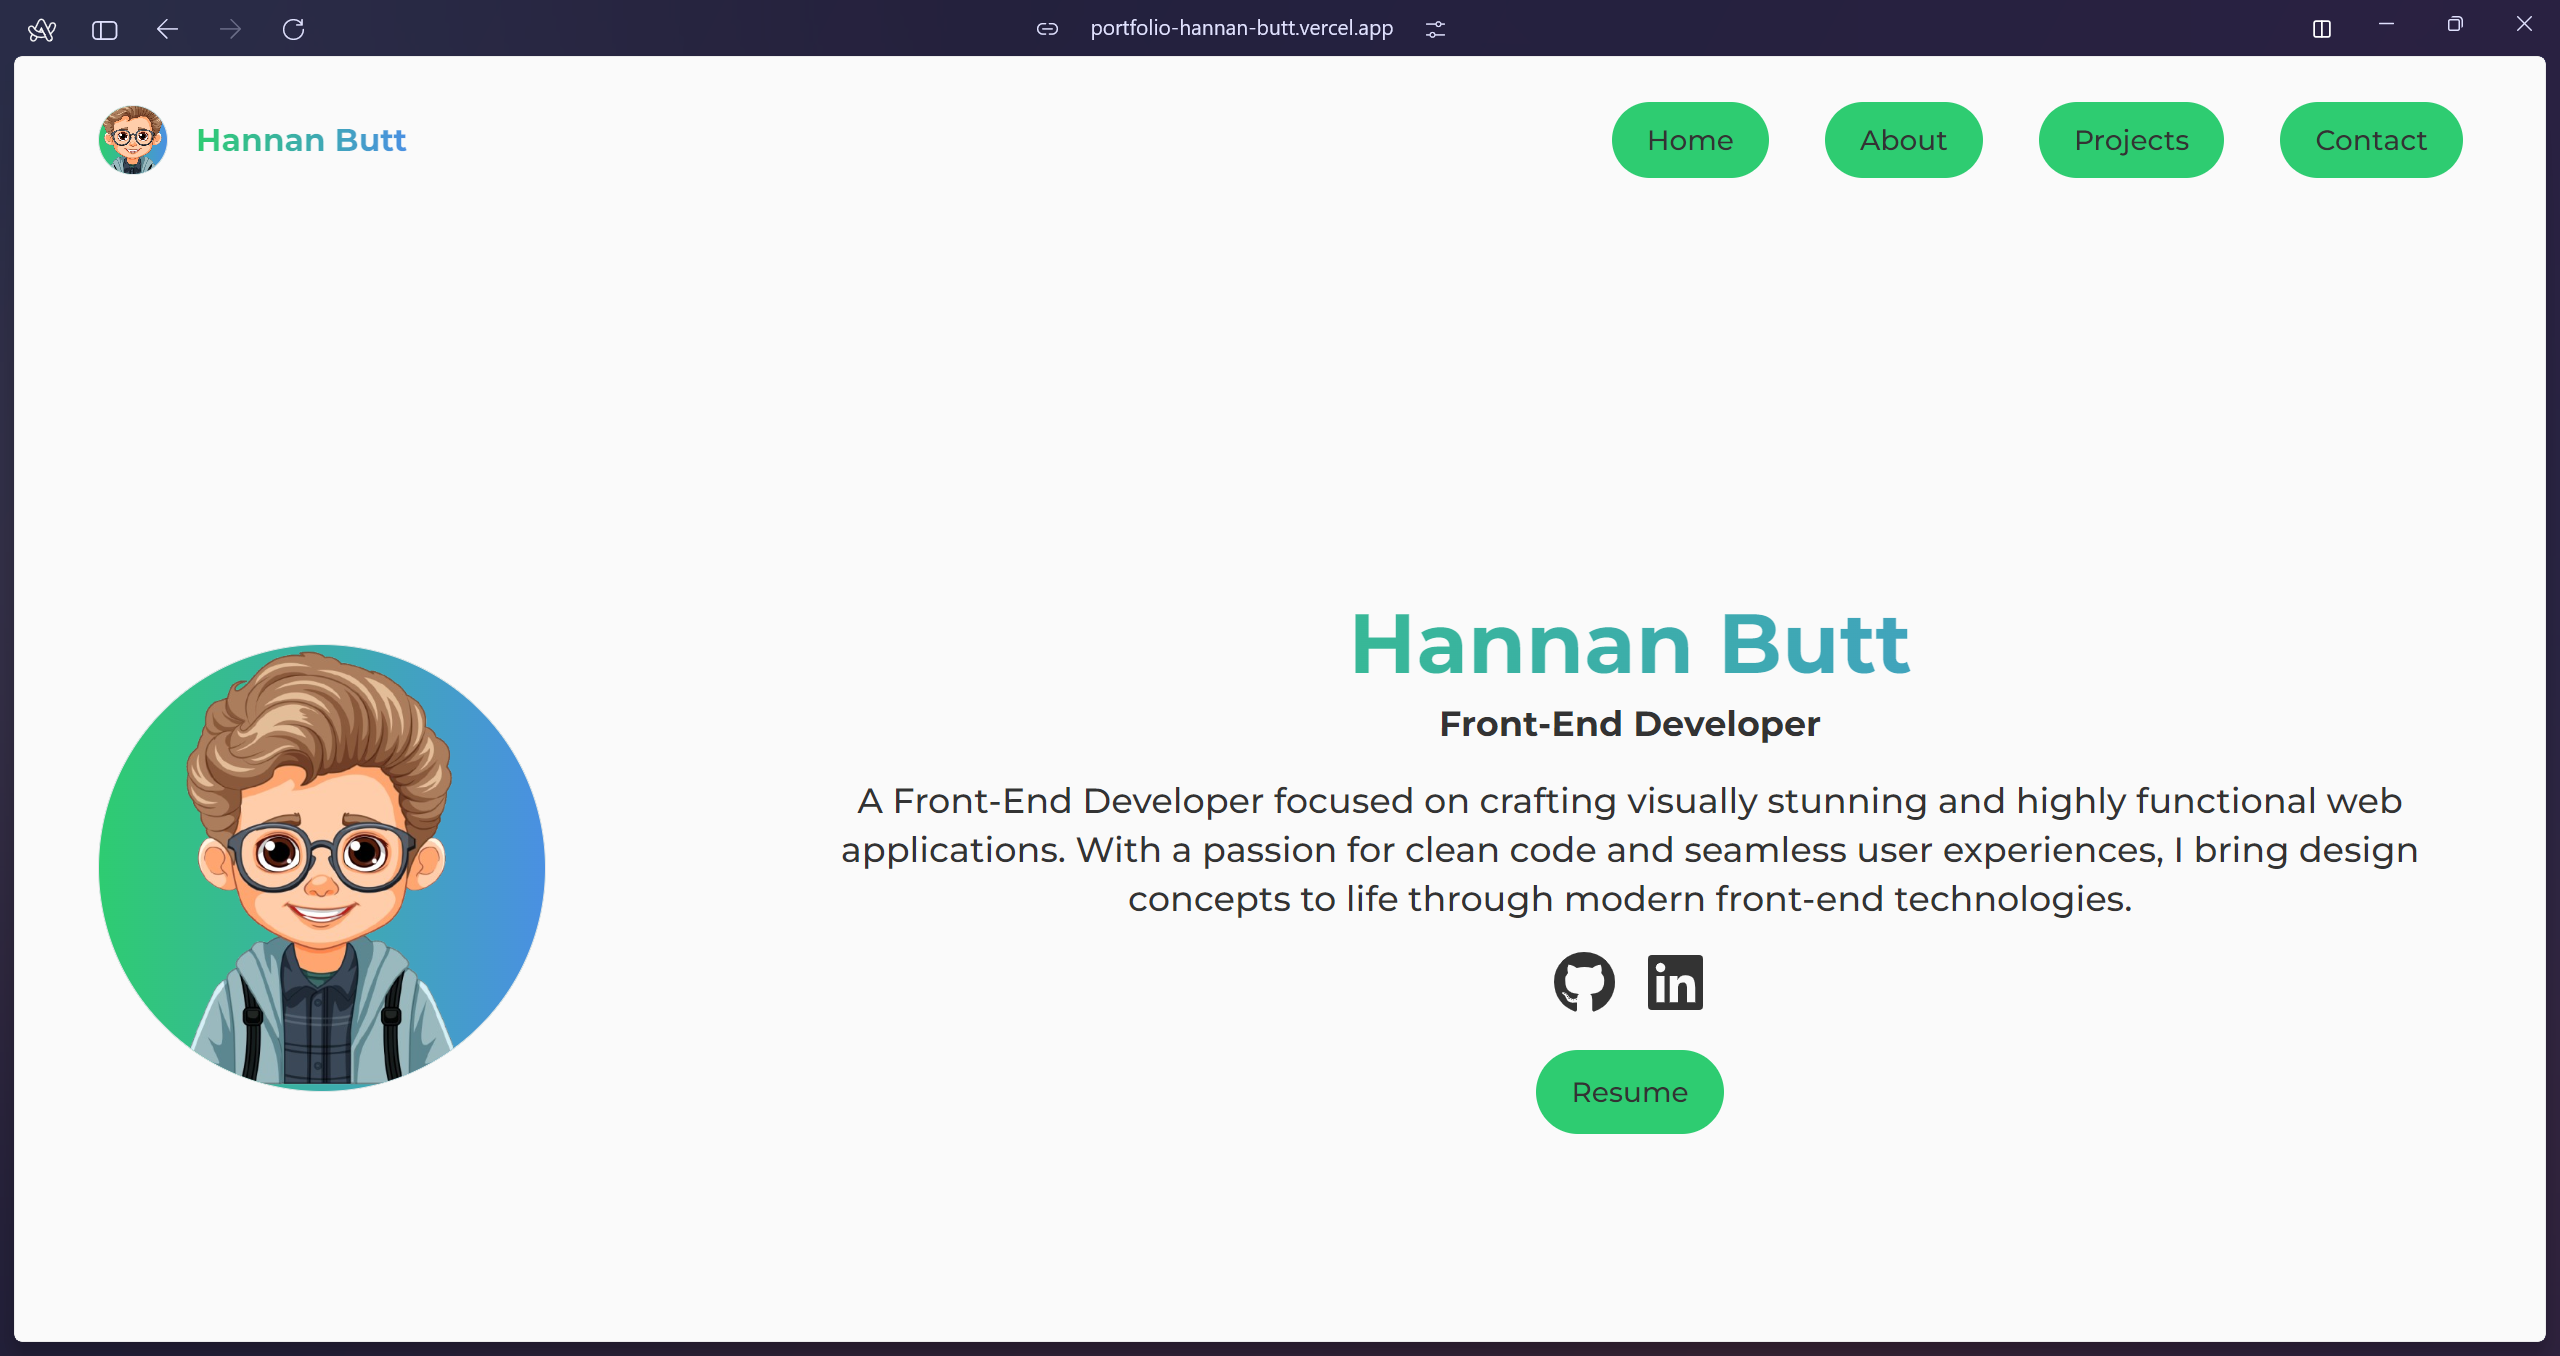 portfolio-hannan-butt.vercel.app
Hannan Butt
Home
About
Projects
Contact
Hannan Butt
Front-End Developer
A Front-End Developer focused on crafting visually stunning and highly functional web
applications. With a passion for clean code and seamless user experiences, I bring design
concepts to life through modern front-end technologies.
in
Resume